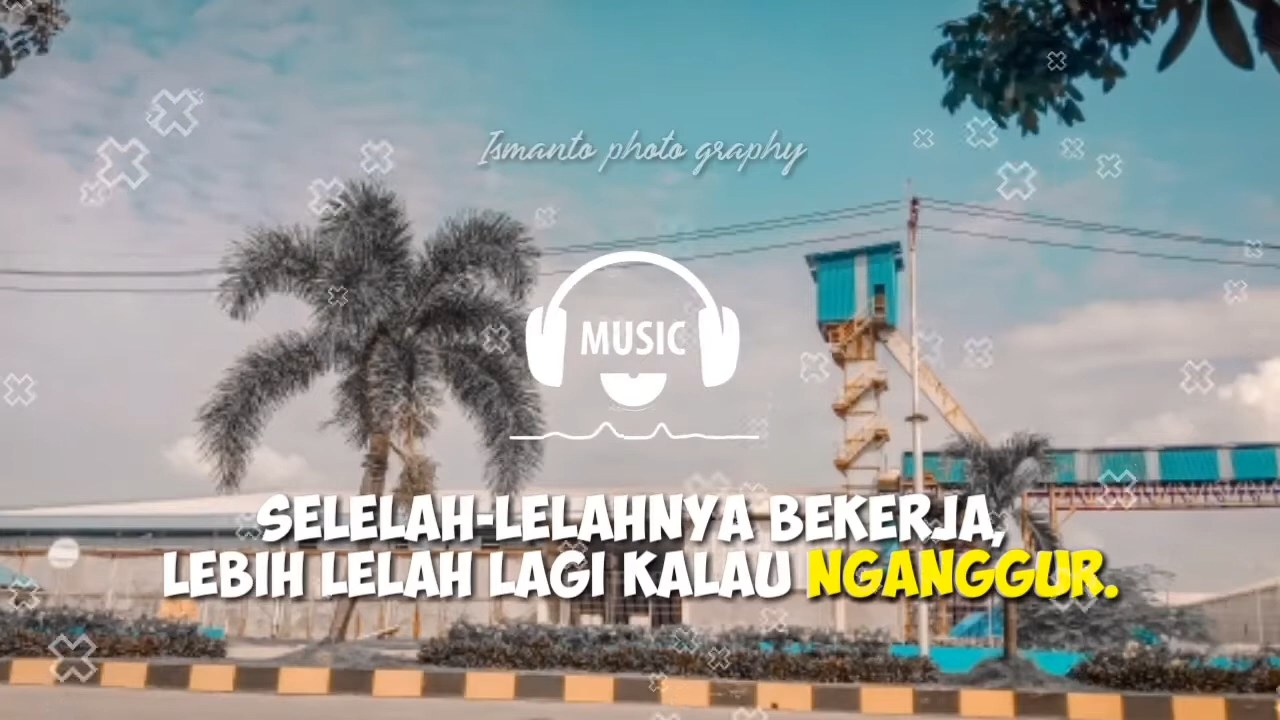 Ismanto photo graphy
MUSIC
SELELAH-LELAHNYA BEKERJA,
LEBIH LELAH LAGI KALAU NGANGGUR.